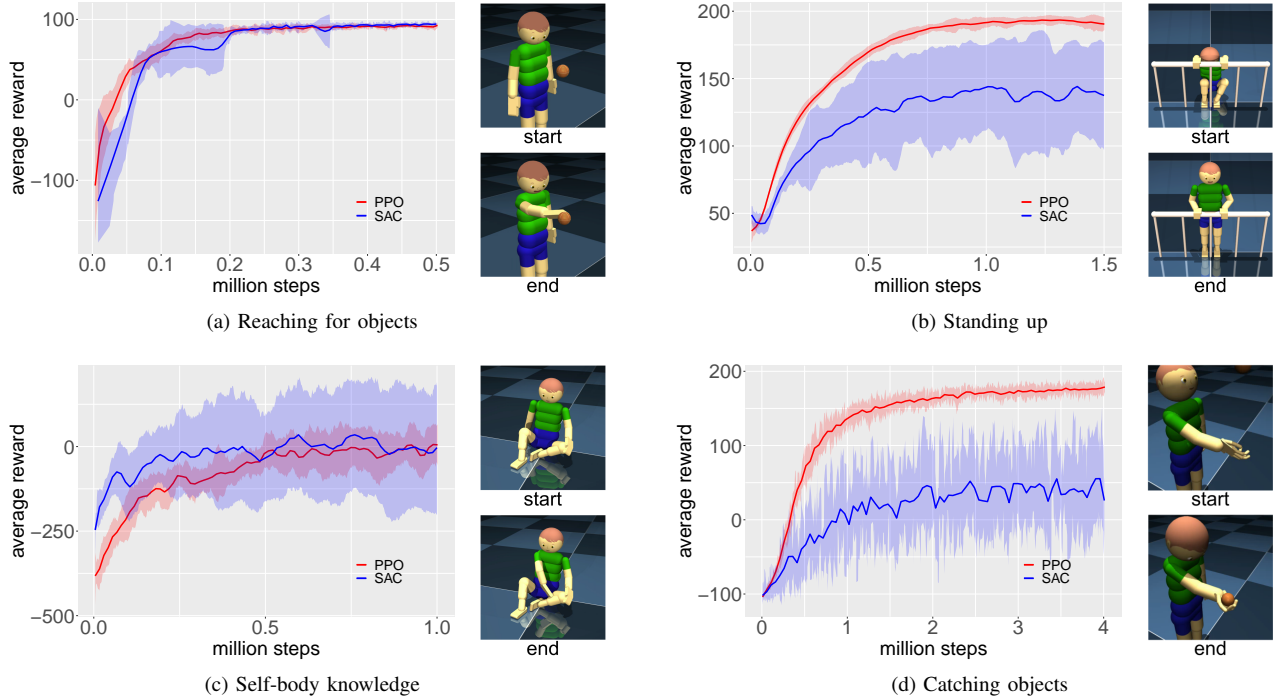 average reward
100
0
−100
PPO
SAC
0.0 0.1 0.2 0.3 0.4 0.5
million steps
start
end
(a) Reaching for objects
average reward
200
150
100
50
PPO
SAC
0.0 0.5 1.0 1.5
million steps
start
end
(b) Standing up
average reward
0
−250
−500
PPO
SAC
0.0 0.5 1.0
million steps
start
end
(c) Self-body knowledge
average reward
200
100
0
−100
PPO
SAC
0 1 2 3 4
million steps
start
end
(d) Catching objects